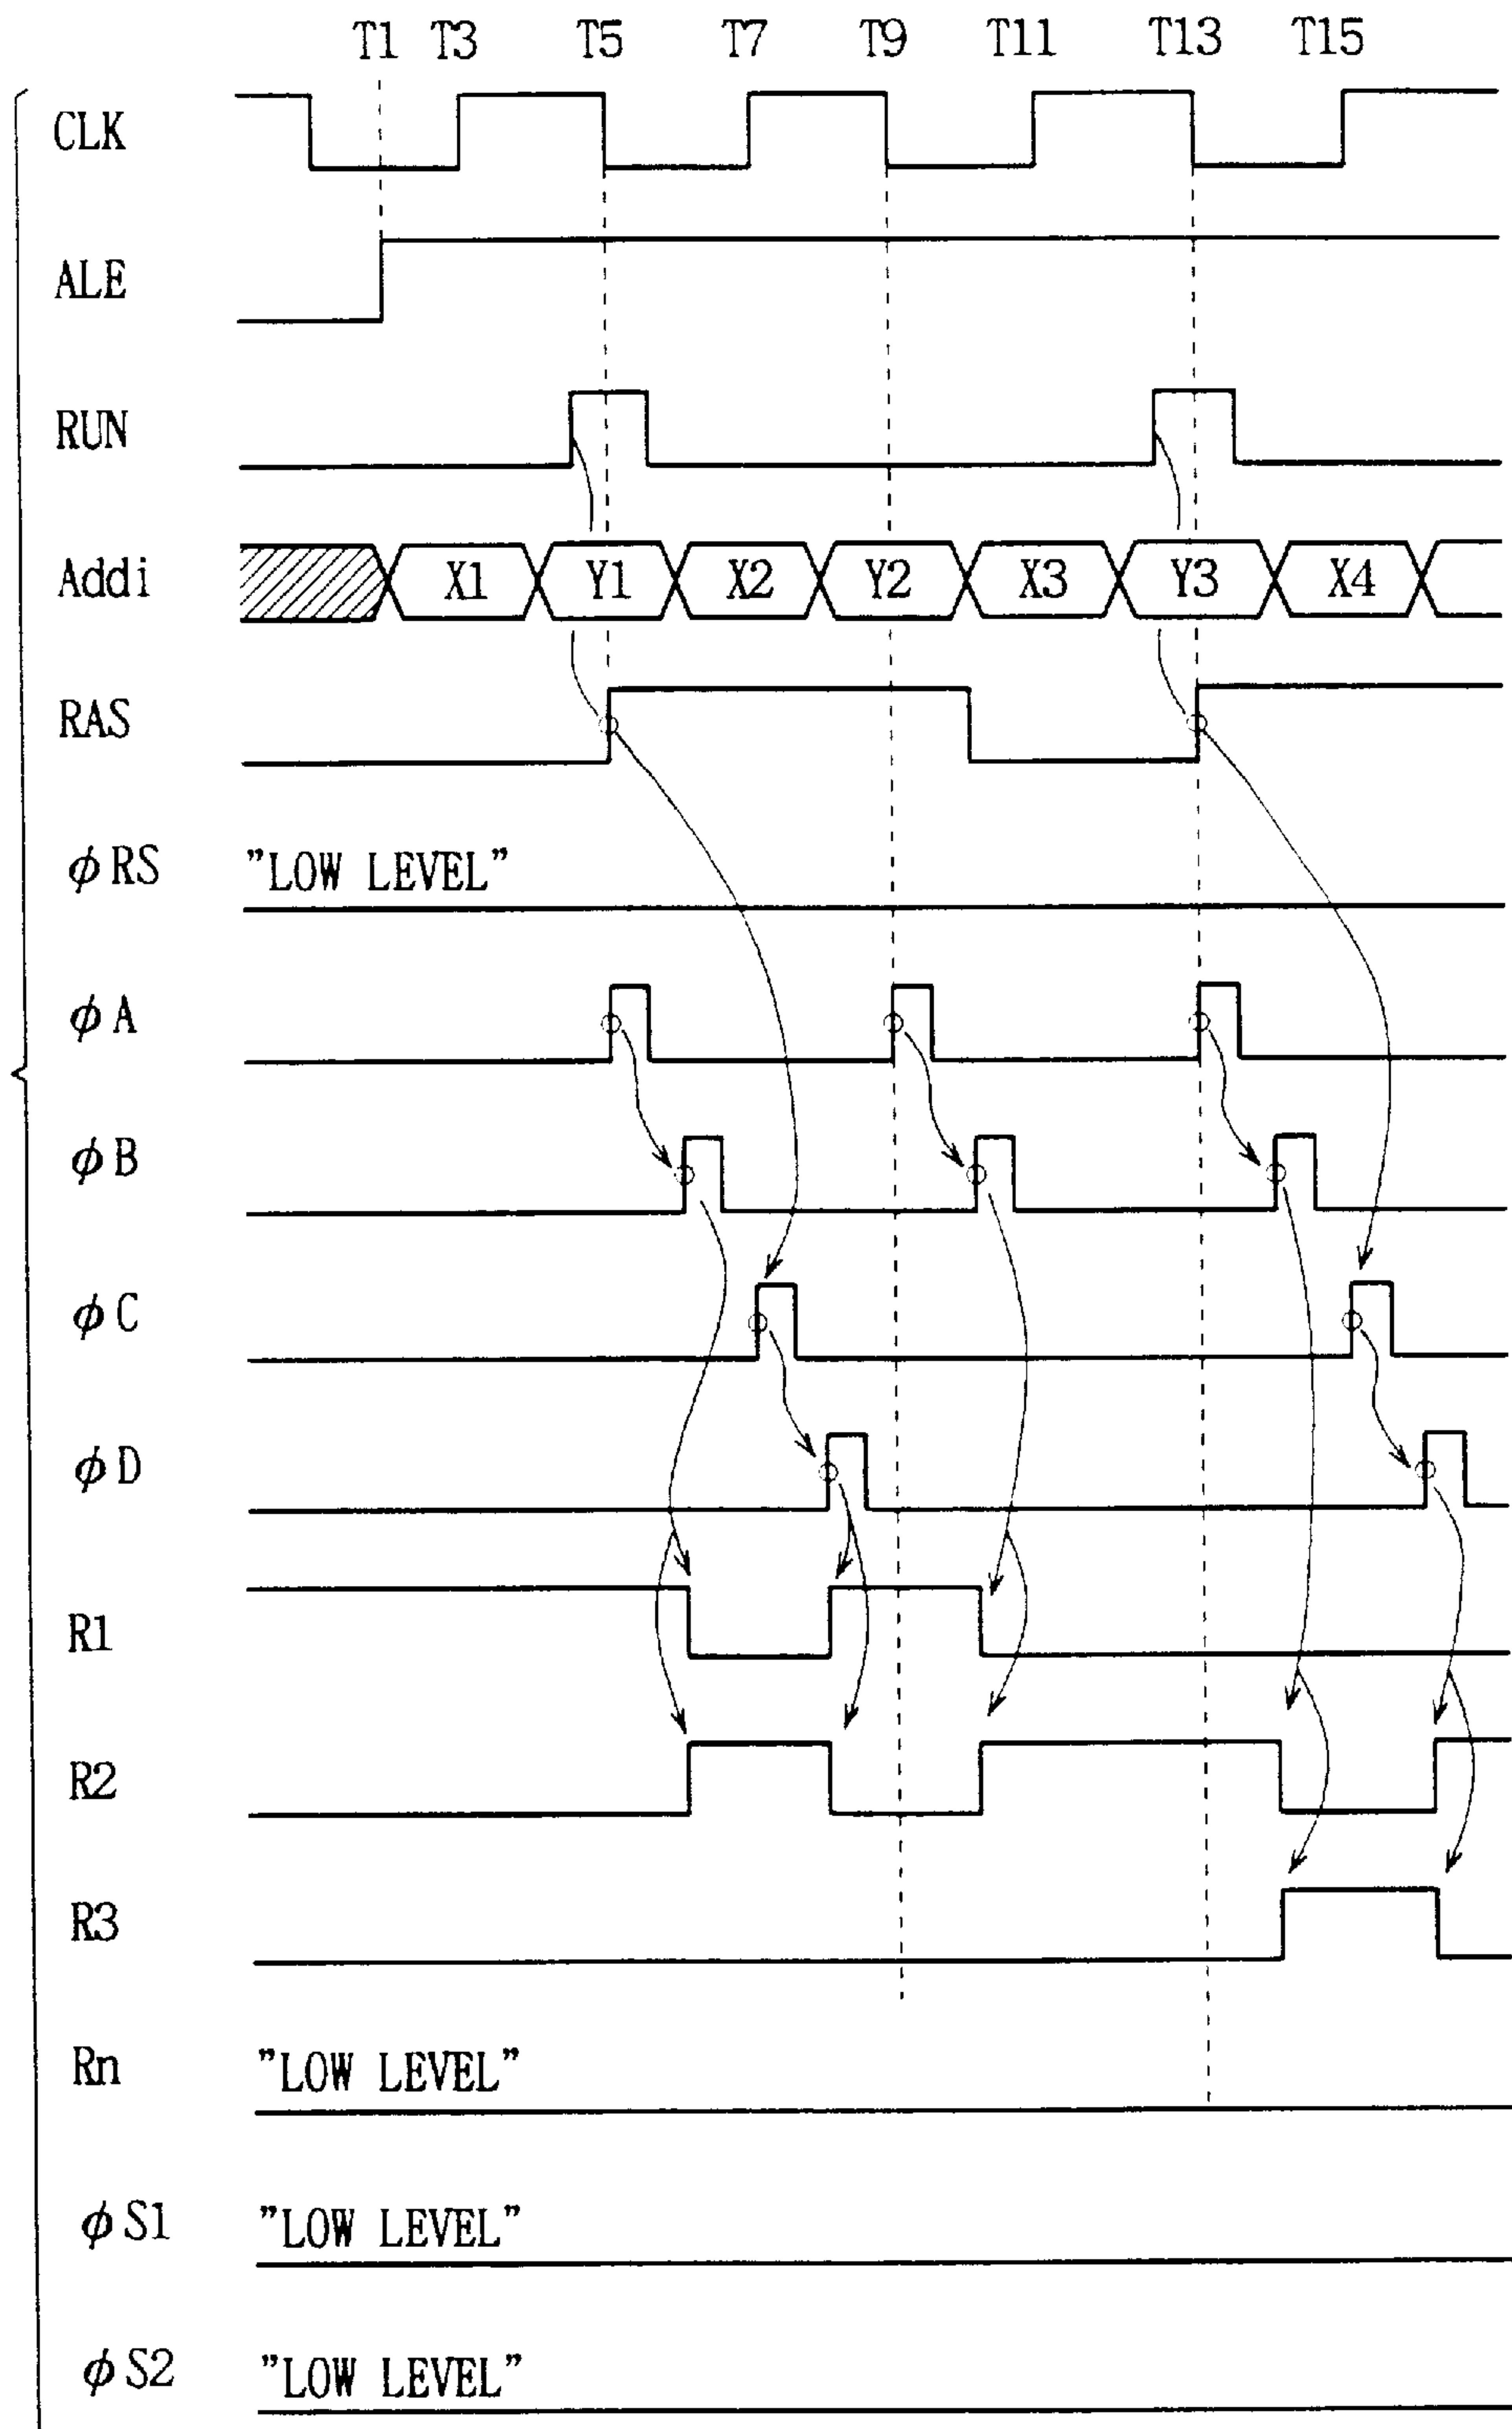 T1 T3 T5 T7 T9 T11 T13 T15
CLK
ALE
RUN
Addi X1 Y1 X2 Y2 X3 Y3 X4
RAS
φRS "LOW LEVEL"
φA
φB
φC
φD
R1
R2
R3
Rn "LOW LEVEL"
φS1 "LOW LEVEL"
φS2 "LOW LEVEL"